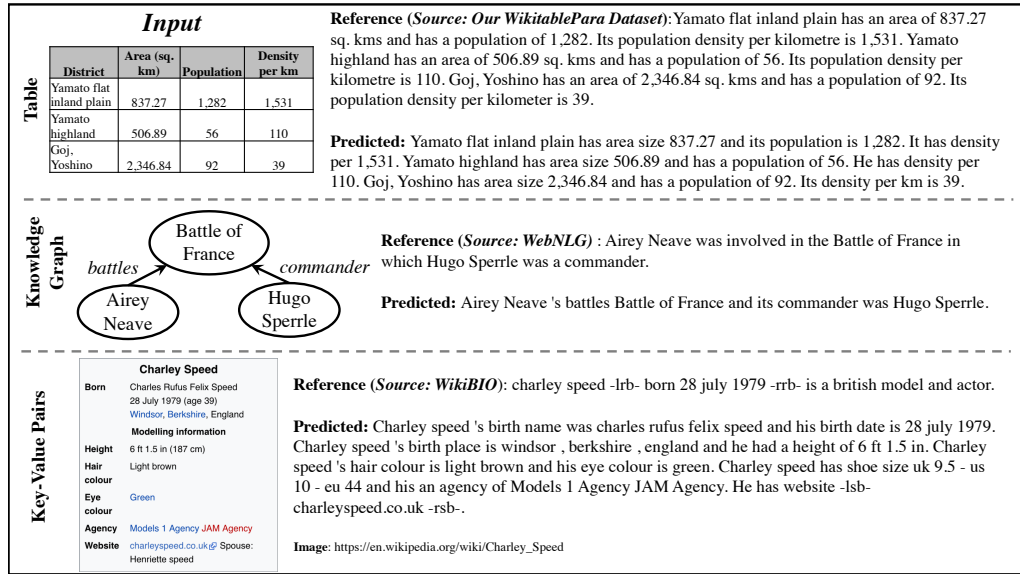 Input
Table
District Area (sq. km) Population Density per km
Yamato flat inland plain 837.27 1,282 1,531
Yamato highland 506.89 56 110
Goj, Yoshino 2,346.84 92 39
Reference (Source: Our WikitablePara Dataset):Yamato flat inland plain has an area of 837.27
sq. kms and has a population of 1,282. Its population density per kilometre is 1,531. Yamato
highland has an area of 506.89 sq. kms and has a population of 56. Its population density per
kilometre is 110. Goj, Yoshino has an area of 2,346.84 sq. kms and has a population of 92. Its
population density per kilometer is 39.
Predicted: Yamato flat inland plain has area size 837.27 and its population is 1,282. It has density
per 1,531. Yamato highland has area size 506.89 and has a population of 56. He has density per
110. Goj, Yoshino has area size 2,346.84 and has a population of 92. Its density per km is 39.
Knowledge
Graph
Battle of
France
battles
commander
Airey
Neave
Hugo
Sperrle
Reference (Source: WebNLG) : Airey Neave was involved in the Battle of France in
which Hugo Sperrle was a commander.
Predicted: Airey Neave 's battles Battle of France and its commander was Hugo Sperrle.
Key-Value Pairs
Charley Speed
Born Charles Rufus Felix Speed
28 July 1979 (age 39)
Windsor, Berkshire, England
Modelling information
Height 6 ft 1.5 in (187 cm)
Hair Light brown
colour
Eye Green
colour
Agency Models 1 Agency JAM Agency
Website charleyspeed.co.uk Spouse:
Henriette speed
Reference (Source: WikiBIO): charley speed -lrb- born 28 july 1979 -rrb- is a british model and actor.
Predicted: Charley speed 's birth name was charles rufus felix speed and his birth date is 28 july 1979.
Charley speed 's birth place is windsor , berkshire , england and he had a height of 6 ft 1.5 in. Charley
speed 's hair colour is light brown and his eye colour is green. Charley speed has shoe size uk 9.5 - us
10 - eu 44 and his an agency of Models 1 Agency JAM Agency. He has website -lsb-
charleyspeed.co.uk -rsb-.
Image: https://en.wikipedia.org/wiki/Charley_Speed